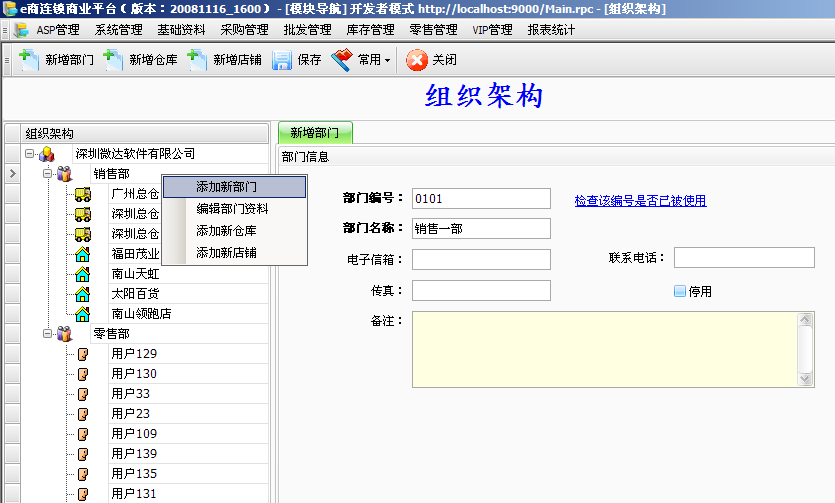 e商连锁商业平台（版本：20081116_1600）- [模块导航] 开发者模式 http://localhost:9000/Main.rpc - [组织架构]
ASP管理 系统管理 基础资料 采购管理 批发管理 库存管理 零售管理 VIP管理 报表统计
新增部门 新增仓库 新增店铺 保存 常用 关闭
组织架构
组织架构
深圳微达软件有限公司
销售部
广州总仓
深圳总仓
深圳总仓
福田茂业
南山天虹
太阳百货
南山领跑店
零售部
用户129
用户130
用户33
用户23
用户109
用户139
用户135
用户131
添加新部门
编辑部门资料
添加新仓库
添加新店铺
新增部门
部门信息
部门编号： 0101 检查该编号是否已被使用
部门名称： 销售一部
电子信箱： 联系电话：
传真： 停用
备注：